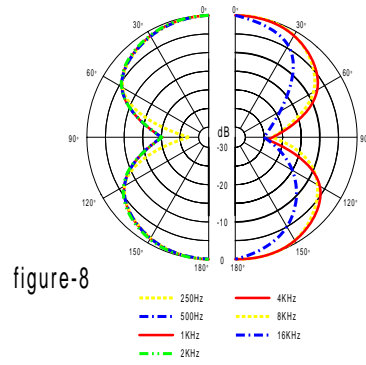 0° 0°
30° 30°
60° 60°
90° dB 90°
-30
-20
120° 120°
-10
150° 150°
0
180° 180°
figure-8
250Hz 4KHz
500Hz 8KHz
1KHz 16KHz
2KHz